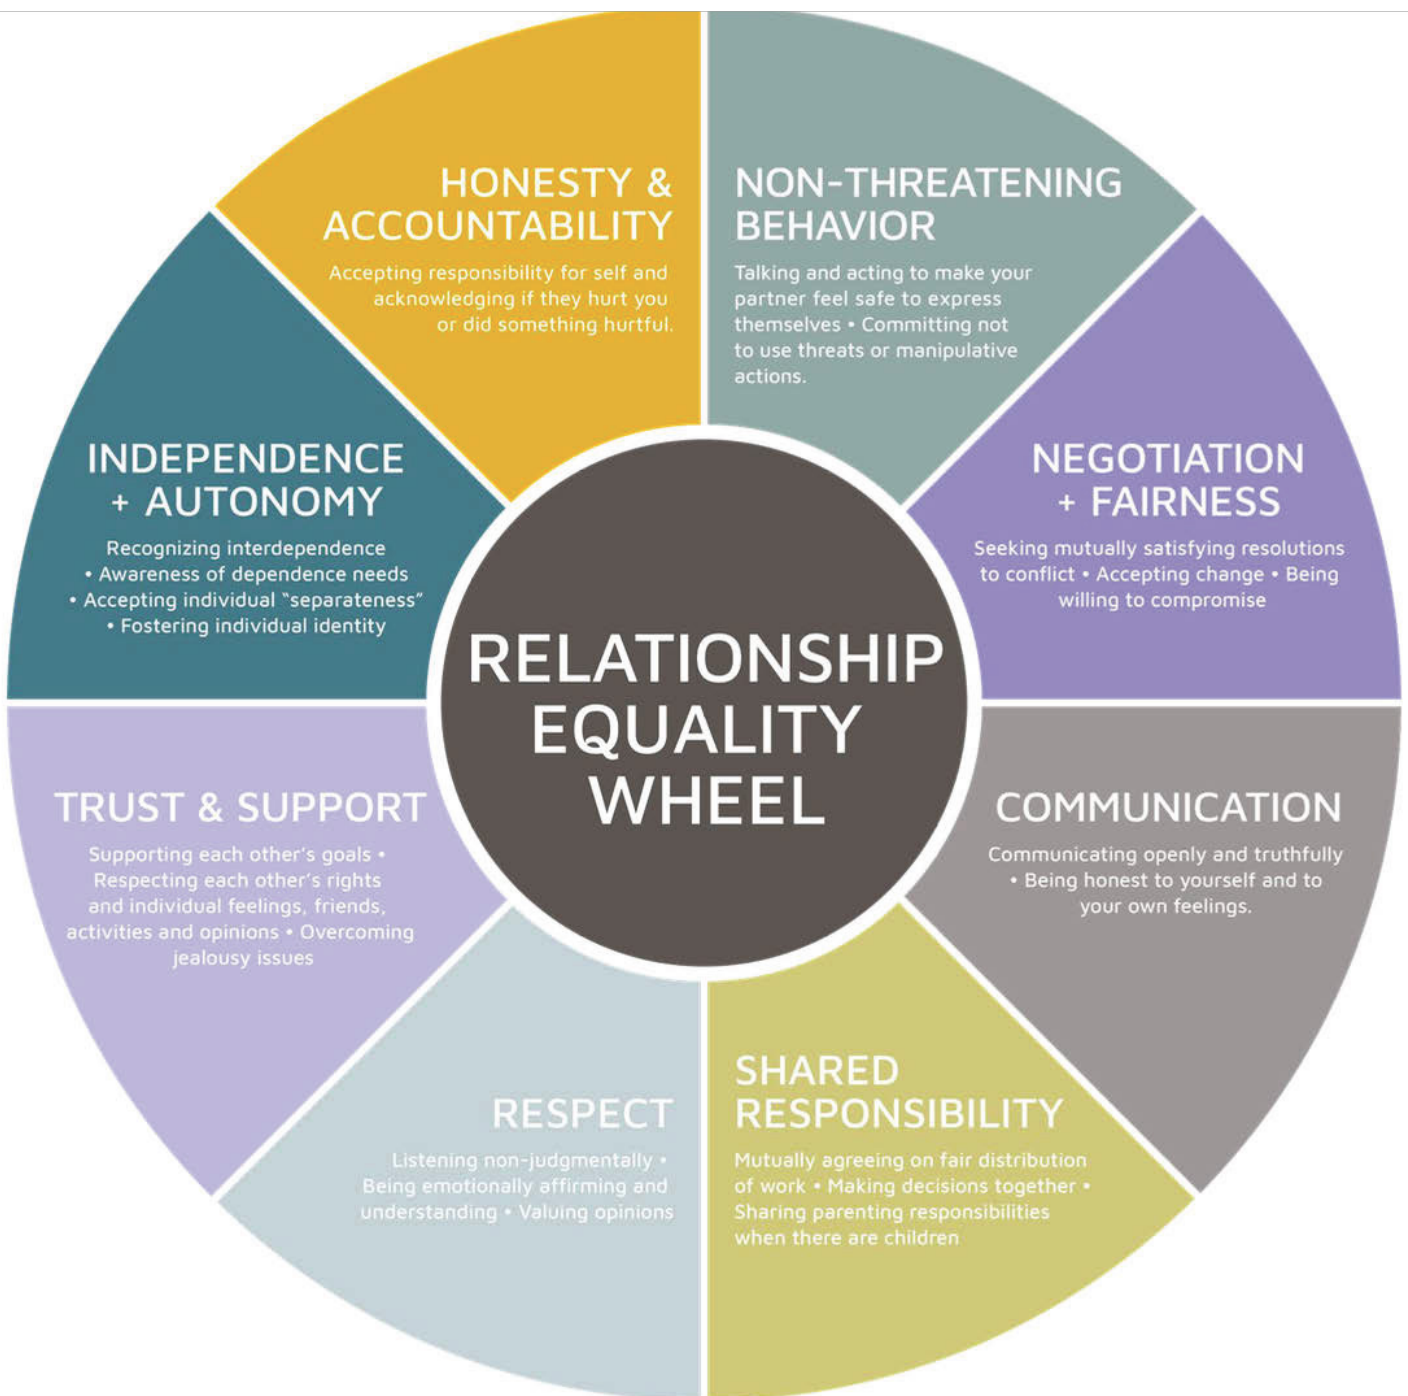 HONESTY &
ACCOUNTABILITY
Accepting responsibility for self and
acknowledging if they hurt you
or did something hurtful.
NON-THREATENING
BEHAVIOR
Talking and acting to make your
partner feel safe to express
themselves • Committing not
to use threats or manipulative
actions.
INDEPENDENCE
+ AUTONOMY
Recognizing interdependence
• Awareness of dependence needs
• Accepting individual “separateness”
• Fostering individual identity
NEGOTIATION
+ FAIRNESS
Seeking mutually satisfying resolutions
to conflict • Accepting change • Being
willing to compromise
RELATIONSHIP
EQUALITY
WHEEL
TRUST & SUPPORT
Supporting each other’s goals •
Respecting each other’s rights
and individual feelings, friends,
activities and opinions • Overcoming
jealousy issues
COMMUNICATION
Communicating openly and truthfully
• Being honest to yourself and to
your own feelings.
RESPECT
Listening non-judgmentally •
Being emotionally affirming and
understanding • Valuing opinions
SHARED
RESPONSIBILITY
Mutually agreeing on fair distribution
of work • Making decisions together •
Sharing parenting responsibilities
when there are children